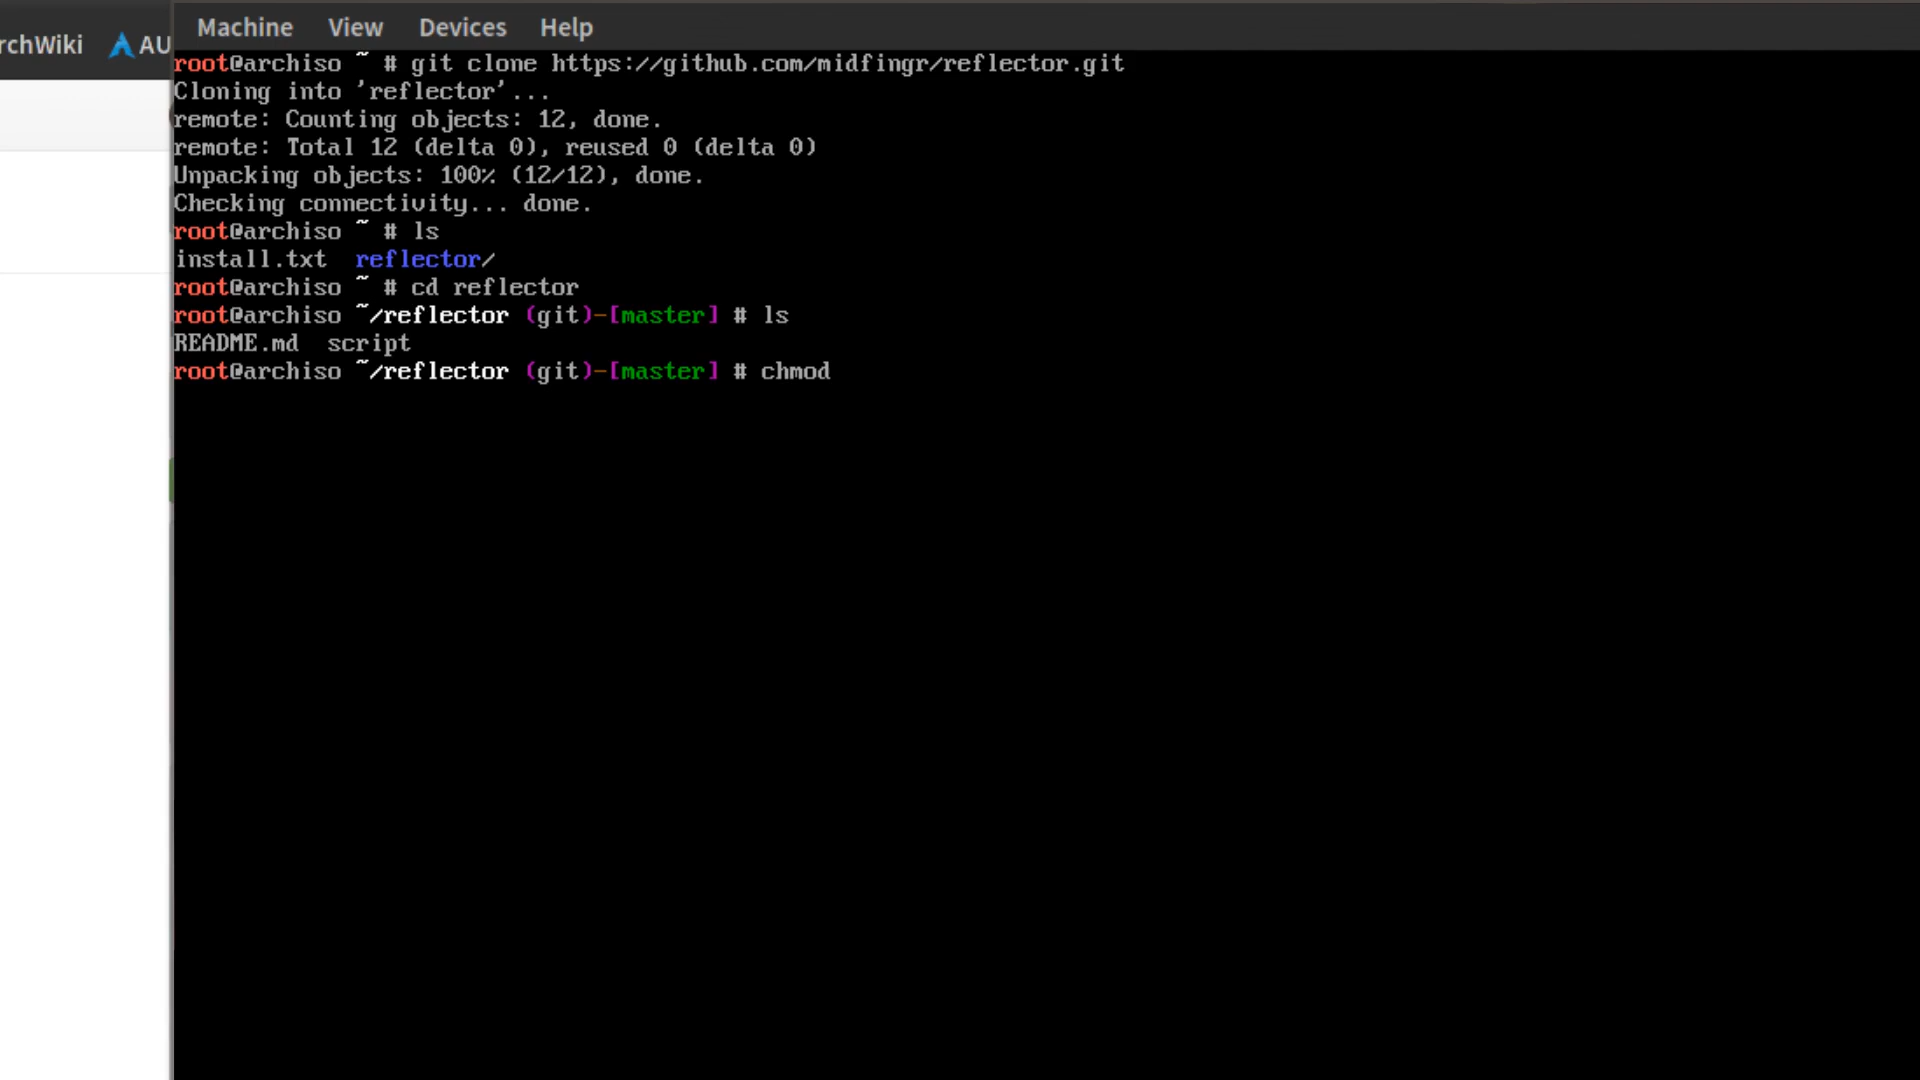 Machine View Devices Help
rchWiki AU
root@archiso ~ # git clone https://github.com/midfingr/reflector.git
Cloning into 'reflector'...
remote: Counting objects: 12, done.
remote: Total 12 (delta 0), reused 0 (delta 0)
Unpacking objects: 100% (12/12), done.
Checking connectivity... done.
root@archiso ~ # ls
install.txt  reflector/
root@archiso ~ # cd reflector
root@archiso ~/reflector (git)-[master] # ls
README.md  script
root@archiso ~/reflector (git)-[master] # chmod